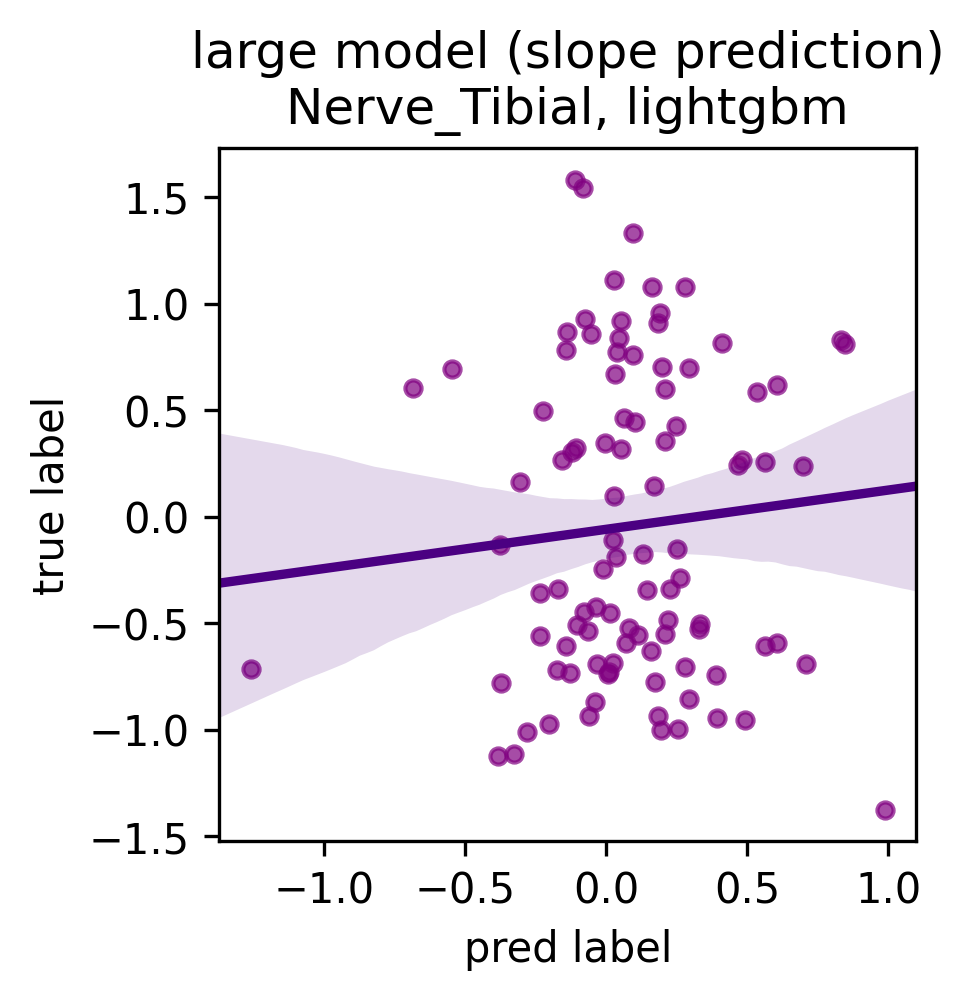 large model (slope prediction)
Nerve_Tibial, lightgbm
1.5
1.0
0.5
0.0
−0.5
−1.0
−1.5
true label
−1.0 −0.5 0.0 0.5 1.0
pred label